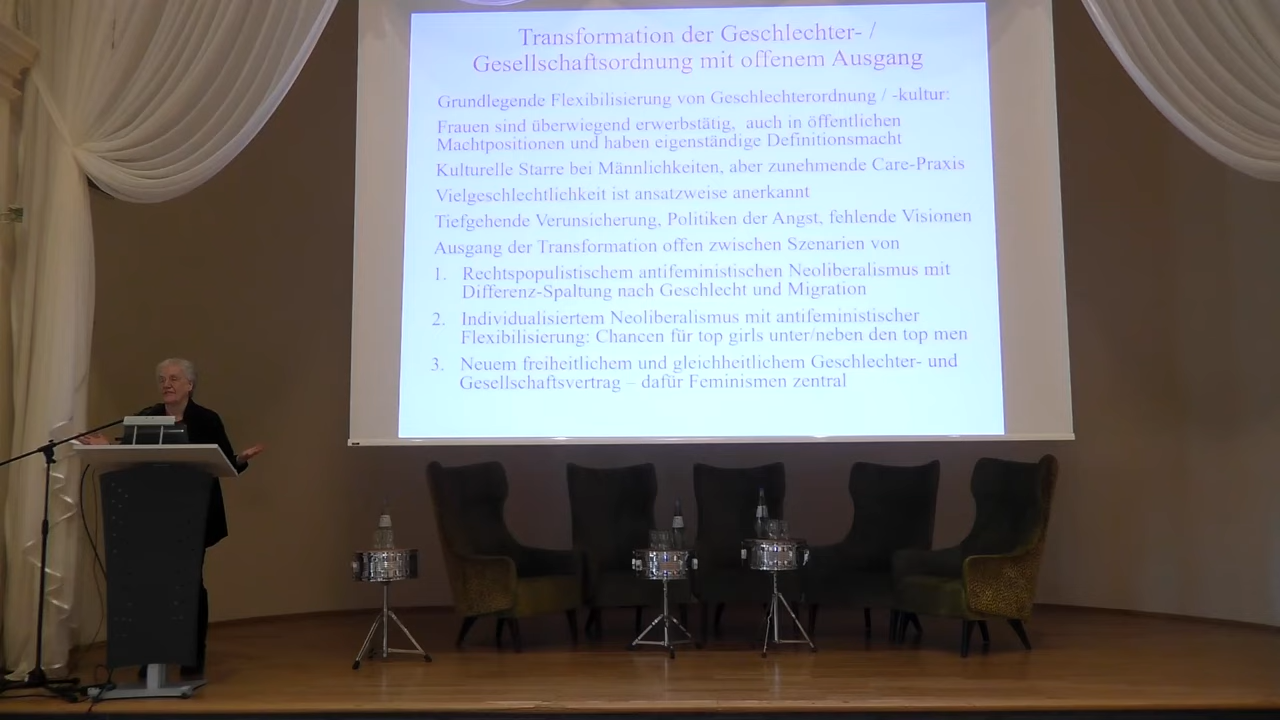 Transformation der Geschlechter- /
Gesellschaftsordnung mit offenem Ausgang
Grundlegende Flexibilisierung von Geschlechterordnung / -kultur:
Frauen sind überwiegend erwerbstätig, auch in öffentlichen
Machtpositionen und haben eigenständige Definitionsmacht
Kulturelle Starre bei Männlichkeiten, aber zunehmende Care-Praxis
Vielgeschlechtlichkeit ist ansatzweise anerkannt
Tiefgehende Verunsicherung, Politiken der Angst, fehlende Visionen
Ausgang der Transformation offen zwischen Szenarien von
1. Rechtspopulistischem antifeministischen Neoliberalismus mit
Differenz-Spaltung nach Geschlecht und Migration
2. Individualisiertem Neoliberalismus mit antifeministischer
Flexibilisierung: Chancen für top girls unter/neben den top men
3. Neuem freiheitlichem und gleichheitlichem Geschlechter- und
Gesellschaftsvertrag – dafür Feminismen zentral